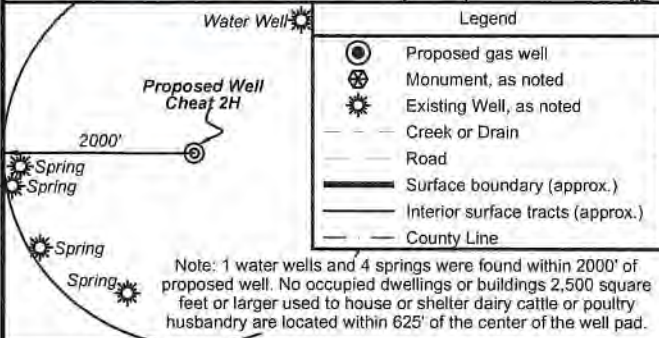 Water Well
Proposed Well
Cheat 2H
2000'
Spring
Spring
Spring
Spring
Legend
Proposed gas well
Monument, as noted
Existing Well, as noted
Creek or Drain
Road
Surface boundary (approx.)
Interior surface tracts (approx.)
County Line
Note: 1 water wells and 4 springs were found within 2000' of
proposed well. No occupied dwellings or buildings 2,500 square
feet or larger used to house or shelter dairy cattle or poultry
husbandry are located within 625' of the center of the well pad.